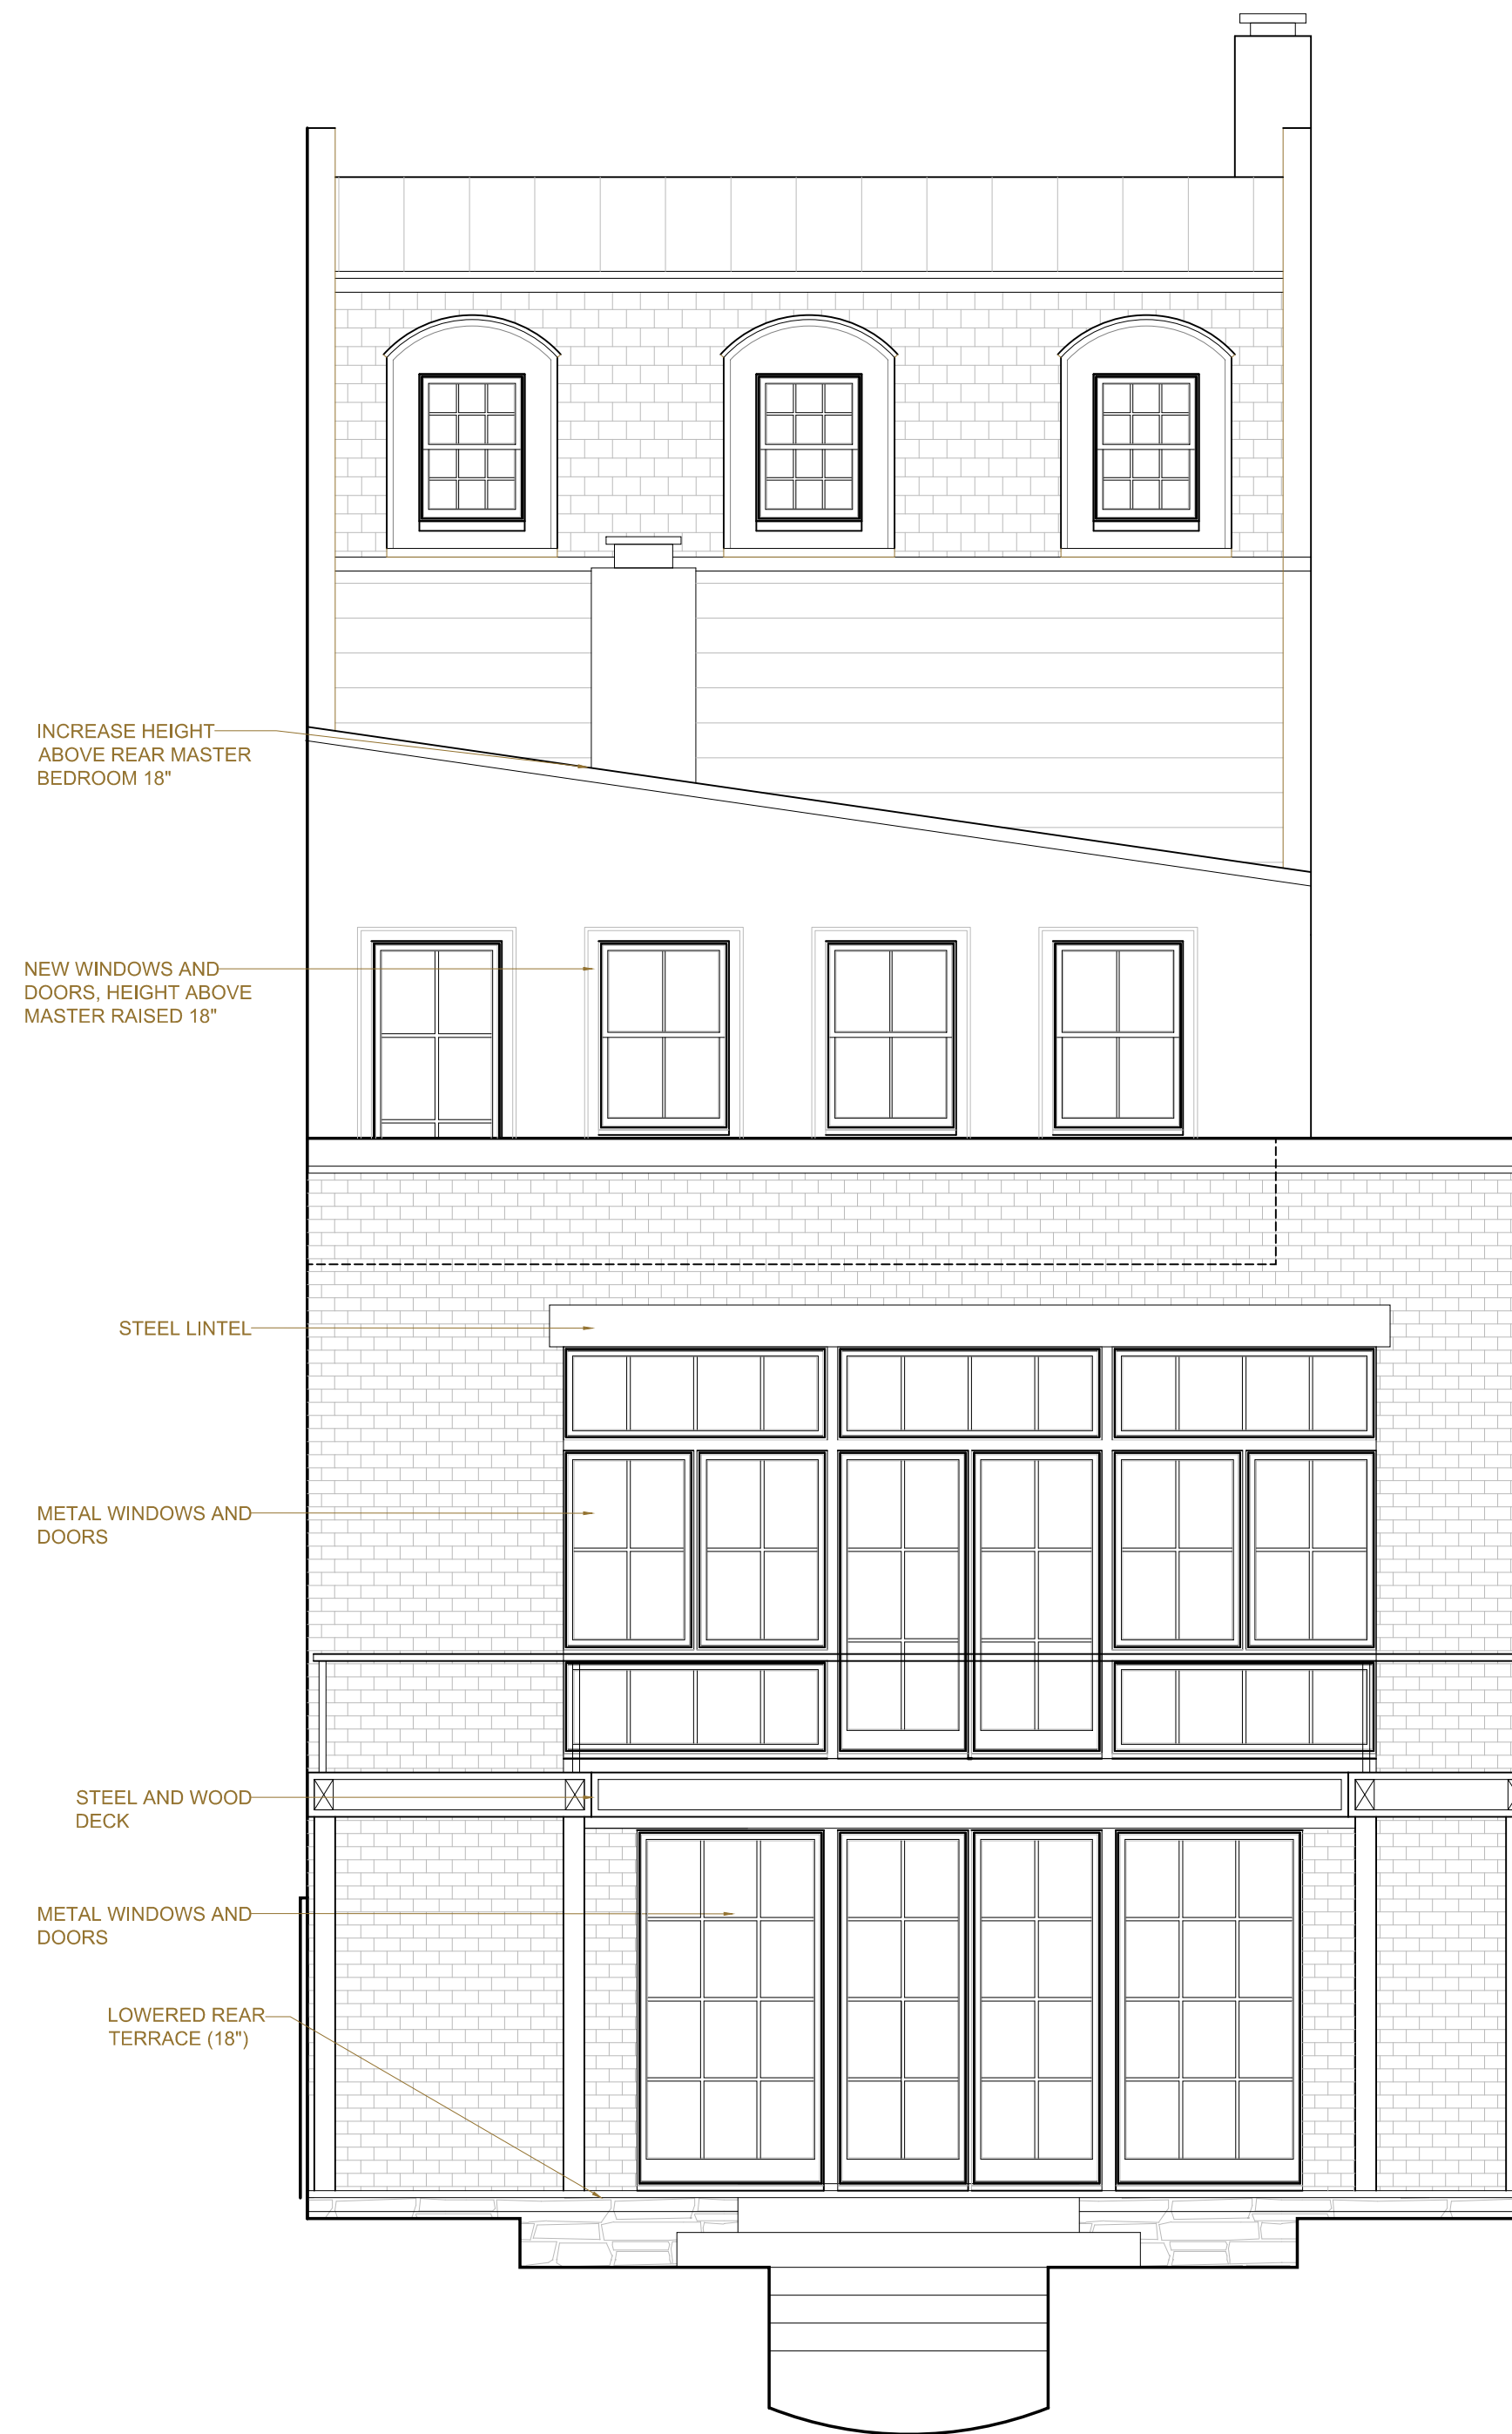 INCREASE HEIGHT
ABOVE REAR MASTER
BEDROOM 18"
NEW WINDOWS AND
DOORS, HEIGHT ABOVE
MASTER RAISED 18"
STEEL LINTEL
METAL WINDOWS AND
DOORS
STEEL AND WOOD
DECK
METAL WINDOWS AND
DOORS
LOWERED REAR
TERRACE (18")